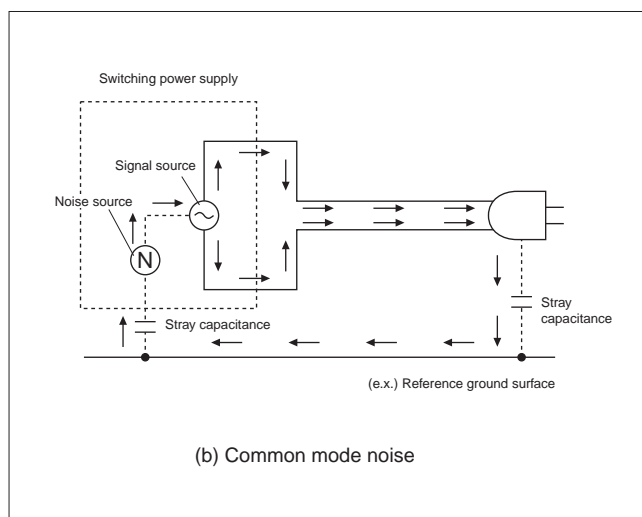 Switching power supply
Signal source
Noise source
N
Stray capacitance
Stray
capacitance
(e.x.) Reference ground surface
(b) Common mode noise